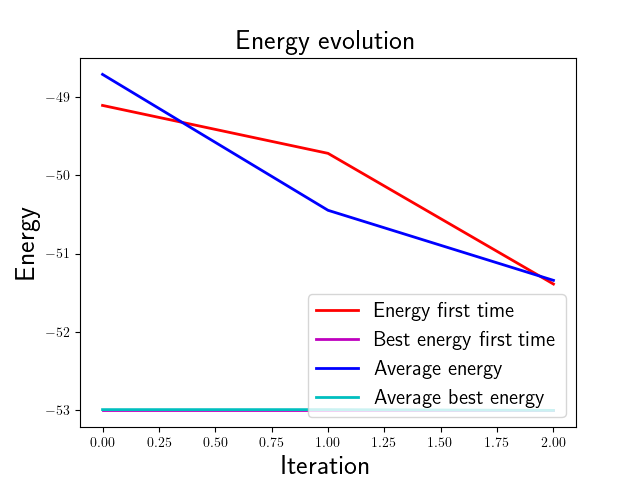 Energy evolution
Energy
−49
−50
−51
−52
−53
Energy first time
Best energy first time
Average energy
Average best energy
0.00 0.25 0.50 0.75 1.00 1.25 1.50 1.75 2.00
Iteration